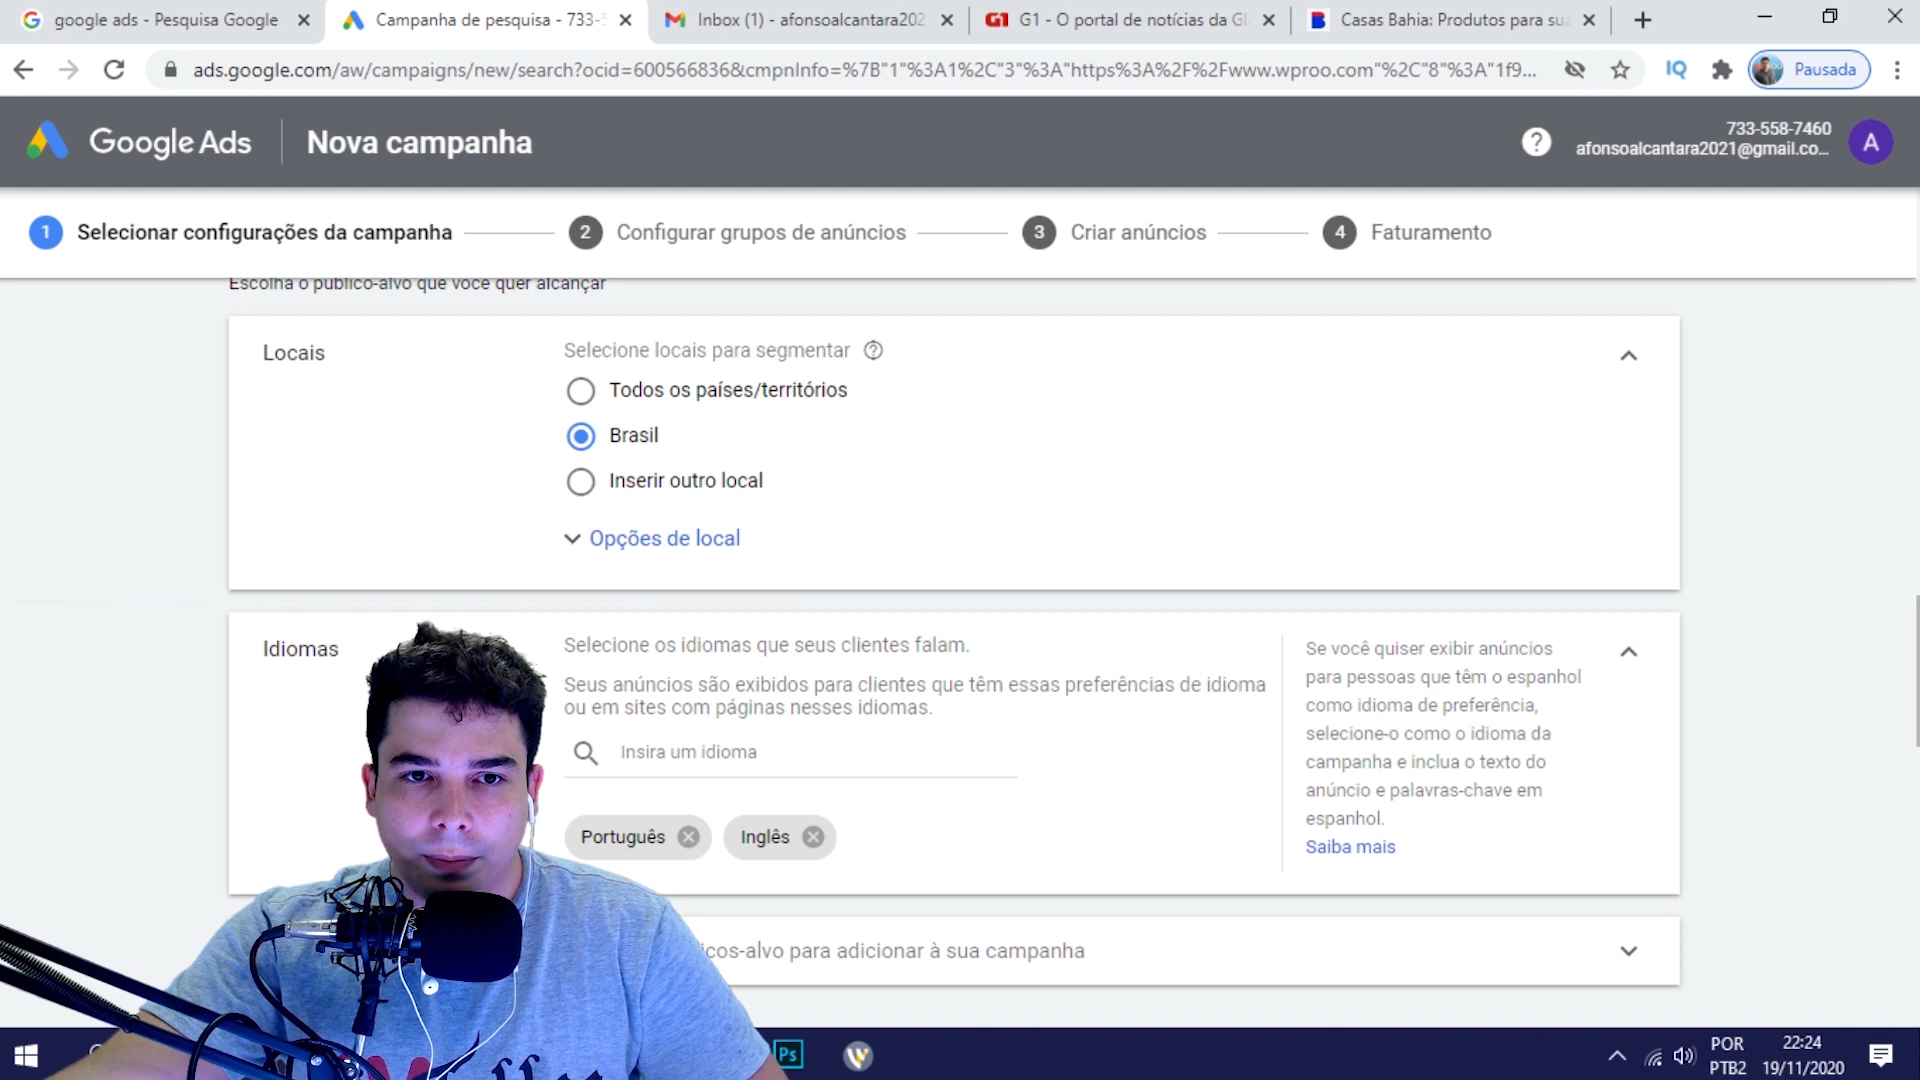 google ads - Pesquisa Google
Campanha de pesquisa - 733-5
Inbox (1) - afonsoalcantara202
G1 - O portal de notícias da Gl
Casas Bahia: Produtos para sua
ads.google.com/aw/campaigns/new/search?ocid=600566836&cmpnInfo=%7B"1"%3A1%2C"3"%3A"https%3A%2F%2Fwww.wproo.com"%2C"8"%3A"1f9...
IQ
Pausada
Google Ads
Nova campanha
733-558-7460
afonsoalcantara2021@gmail.co...
A
1 Selecionar configurações da campanha
2 Configurar grupos de anúncios
3 Criar anúncios
4 Faturamento
Escolha o público-alvo que você quer alcançar
Locais
Selecione locais para segmentar
Todos os países/territórios
Brasil
Inserir outro local
Opções de local
Idiomas
Selecione os idiomas que seus clientes falam.
Seus anúncios são exibidos para clientes que têm essas preferências de idioma
ou em sites com páginas nesses idiomas.
Insira um idioma
Português
Inglês
Se você quiser exibir anúncios
para pessoas que têm o espanhol
como idioma de preferência,
selecione-o como o idioma da
campanha e inclua o texto do
anúncio e palavras-chave em
espanhol.
Saiba mais
icos-alvo para adicionar à sua campanha
Ps
POR
PTB2
22:24
19/11/2020